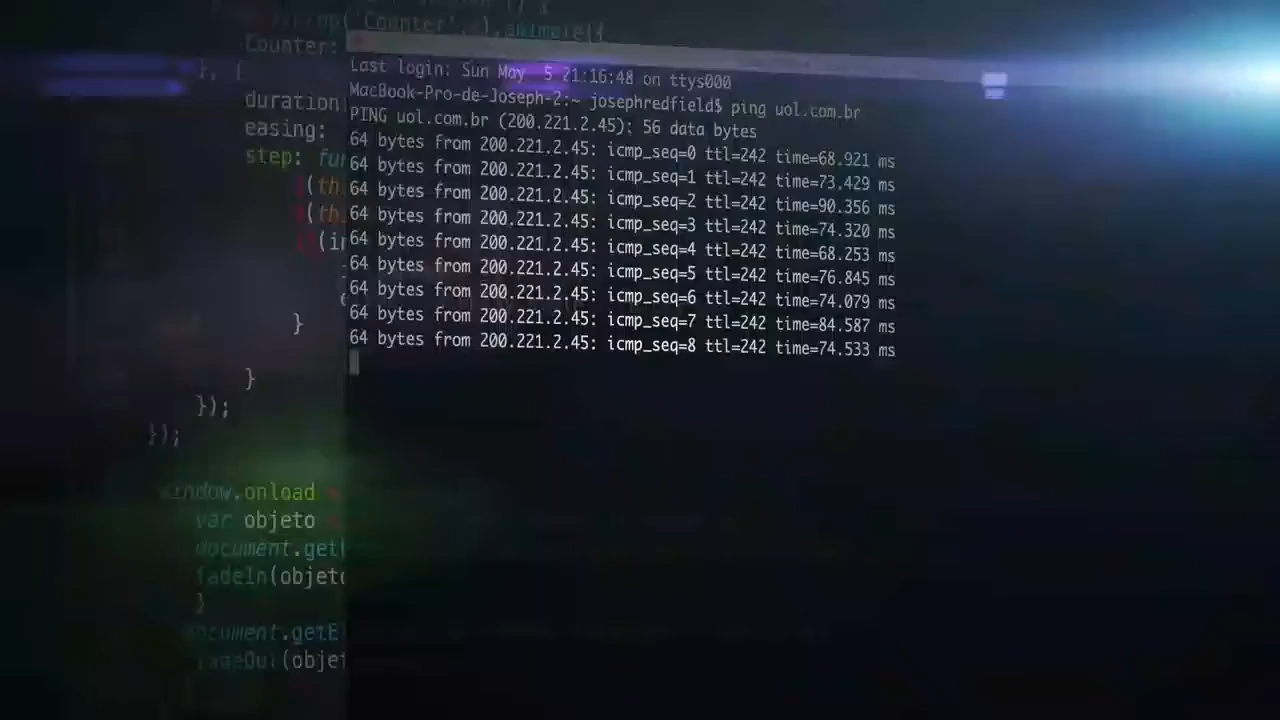 Counter'
Counter:
}, {
duration
easing:
step:
(th
(th
(in
}
}
});
});
window.onload
var objeto
document.getE
fadeIn(objeto
}
document.getE
(objet
Last login: Sun May  5 21:16:48 on ttys000
MacBook-Pro-de-Joseph-2:~ josephredfield$ ping uol.com.br
PING uol.com.br (200.221.2.45): 56 data bytes
64 bytes from 200.221.2.45: icmp_seq=0 ttl=242 time=68.921 ms
64 bytes from 200.221.2.45: icmp_seq=1 ttl=242 time=73.429 ms
64 bytes from 200.221.2.45: icmp_seq=2 ttl=242 time=90.356 ms
64 bytes from 200.221.2.45: icmp_seq=3 ttl=242 time=74.320 ms
64 bytes from 200.221.2.45: icmp_seq=4 ttl=242 time=68.253 ms
64 bytes from 200.221.2.45: icmp_seq=5 ttl=242 time=76.845 ms
64 bytes from 200.221.2.45: icmp_seq=6 ttl=242 time=74.079 ms
64 bytes from 200.221.2.45: icmp_seq=7 ttl=242 time=84.587 ms
64 bytes from 200.221.2.45: icmp_seq=8 ttl=242 time=74.533 ms